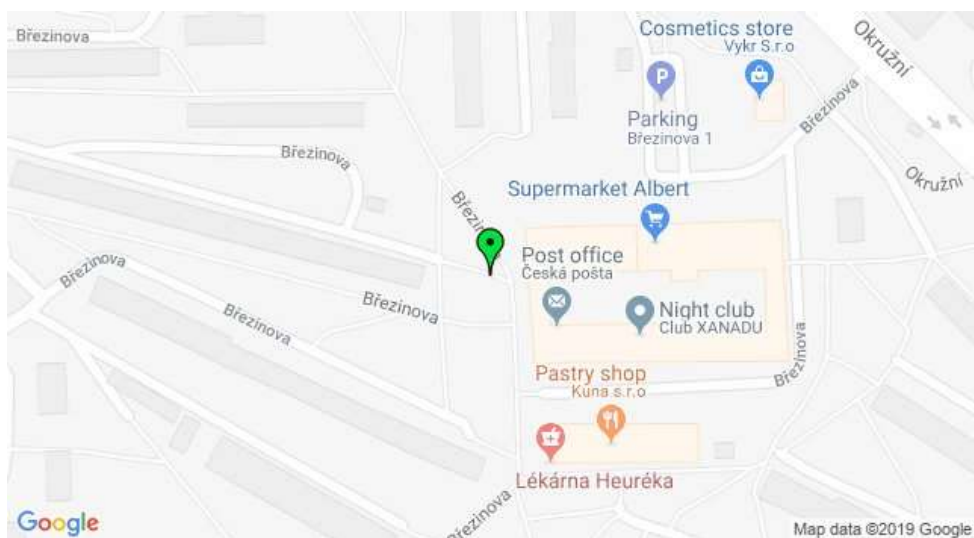 Březinova
Cosmetics store
Vykr S.r.o
Okružní
P
Parking
Březinova 1
Březinova
Březinova
Okružní
Březinova
Supermarket Albert
Post office
Česká pošta
Březinova
Březinova
Night club
Club XANADU
Březinova
Březinova
Pastry shop
Kuna s.r.o
Lékárna Heuréka
Březinova
Google
Map data ©2019 Google